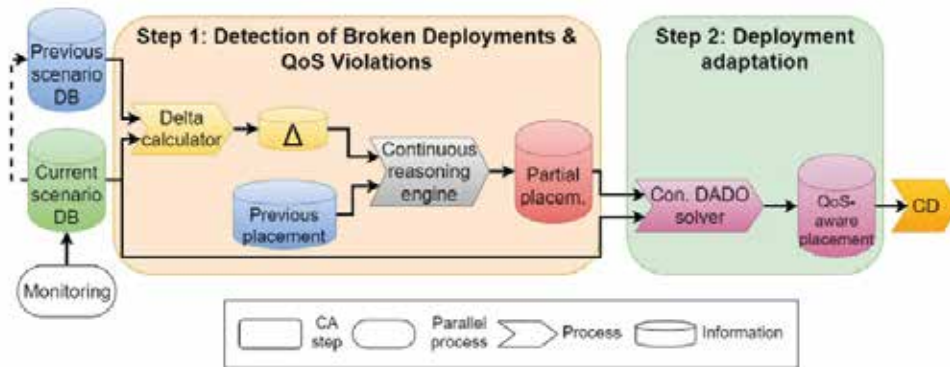 Step 1: Detection of Broken Deployments &
QoS Violations
Step 2: Deployment
adaptation
Previous
scenario
DB
Delta
calculator
Δ
Continuous
reasoning
engine
Partial
placem.
Current
scenario
DB
Previous
placement
Con. DADO
solver
QoS-
aware
placement
CD
Monitoring
CA
step
Parallel
process
Process
Information